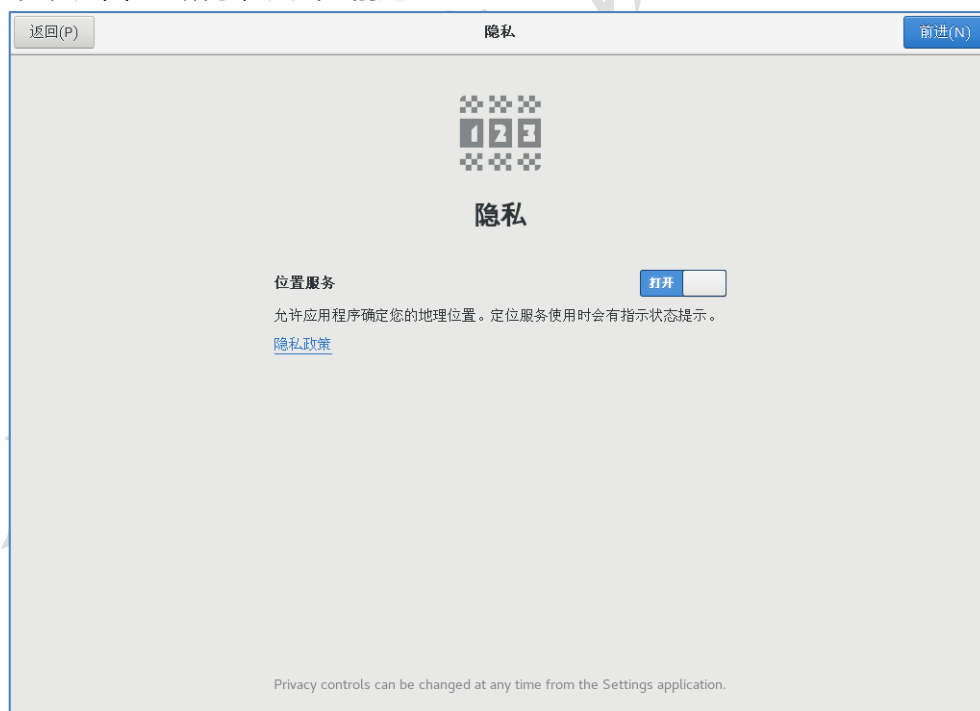 返回(P)
隐私
前进(N)
123
隐私
位置服务
打开
允许应用程序确定您的地理位置。定位服务使用时会有指示状态提示。
隐私政策
Privacy controls can be changed at any time from the Settings application.